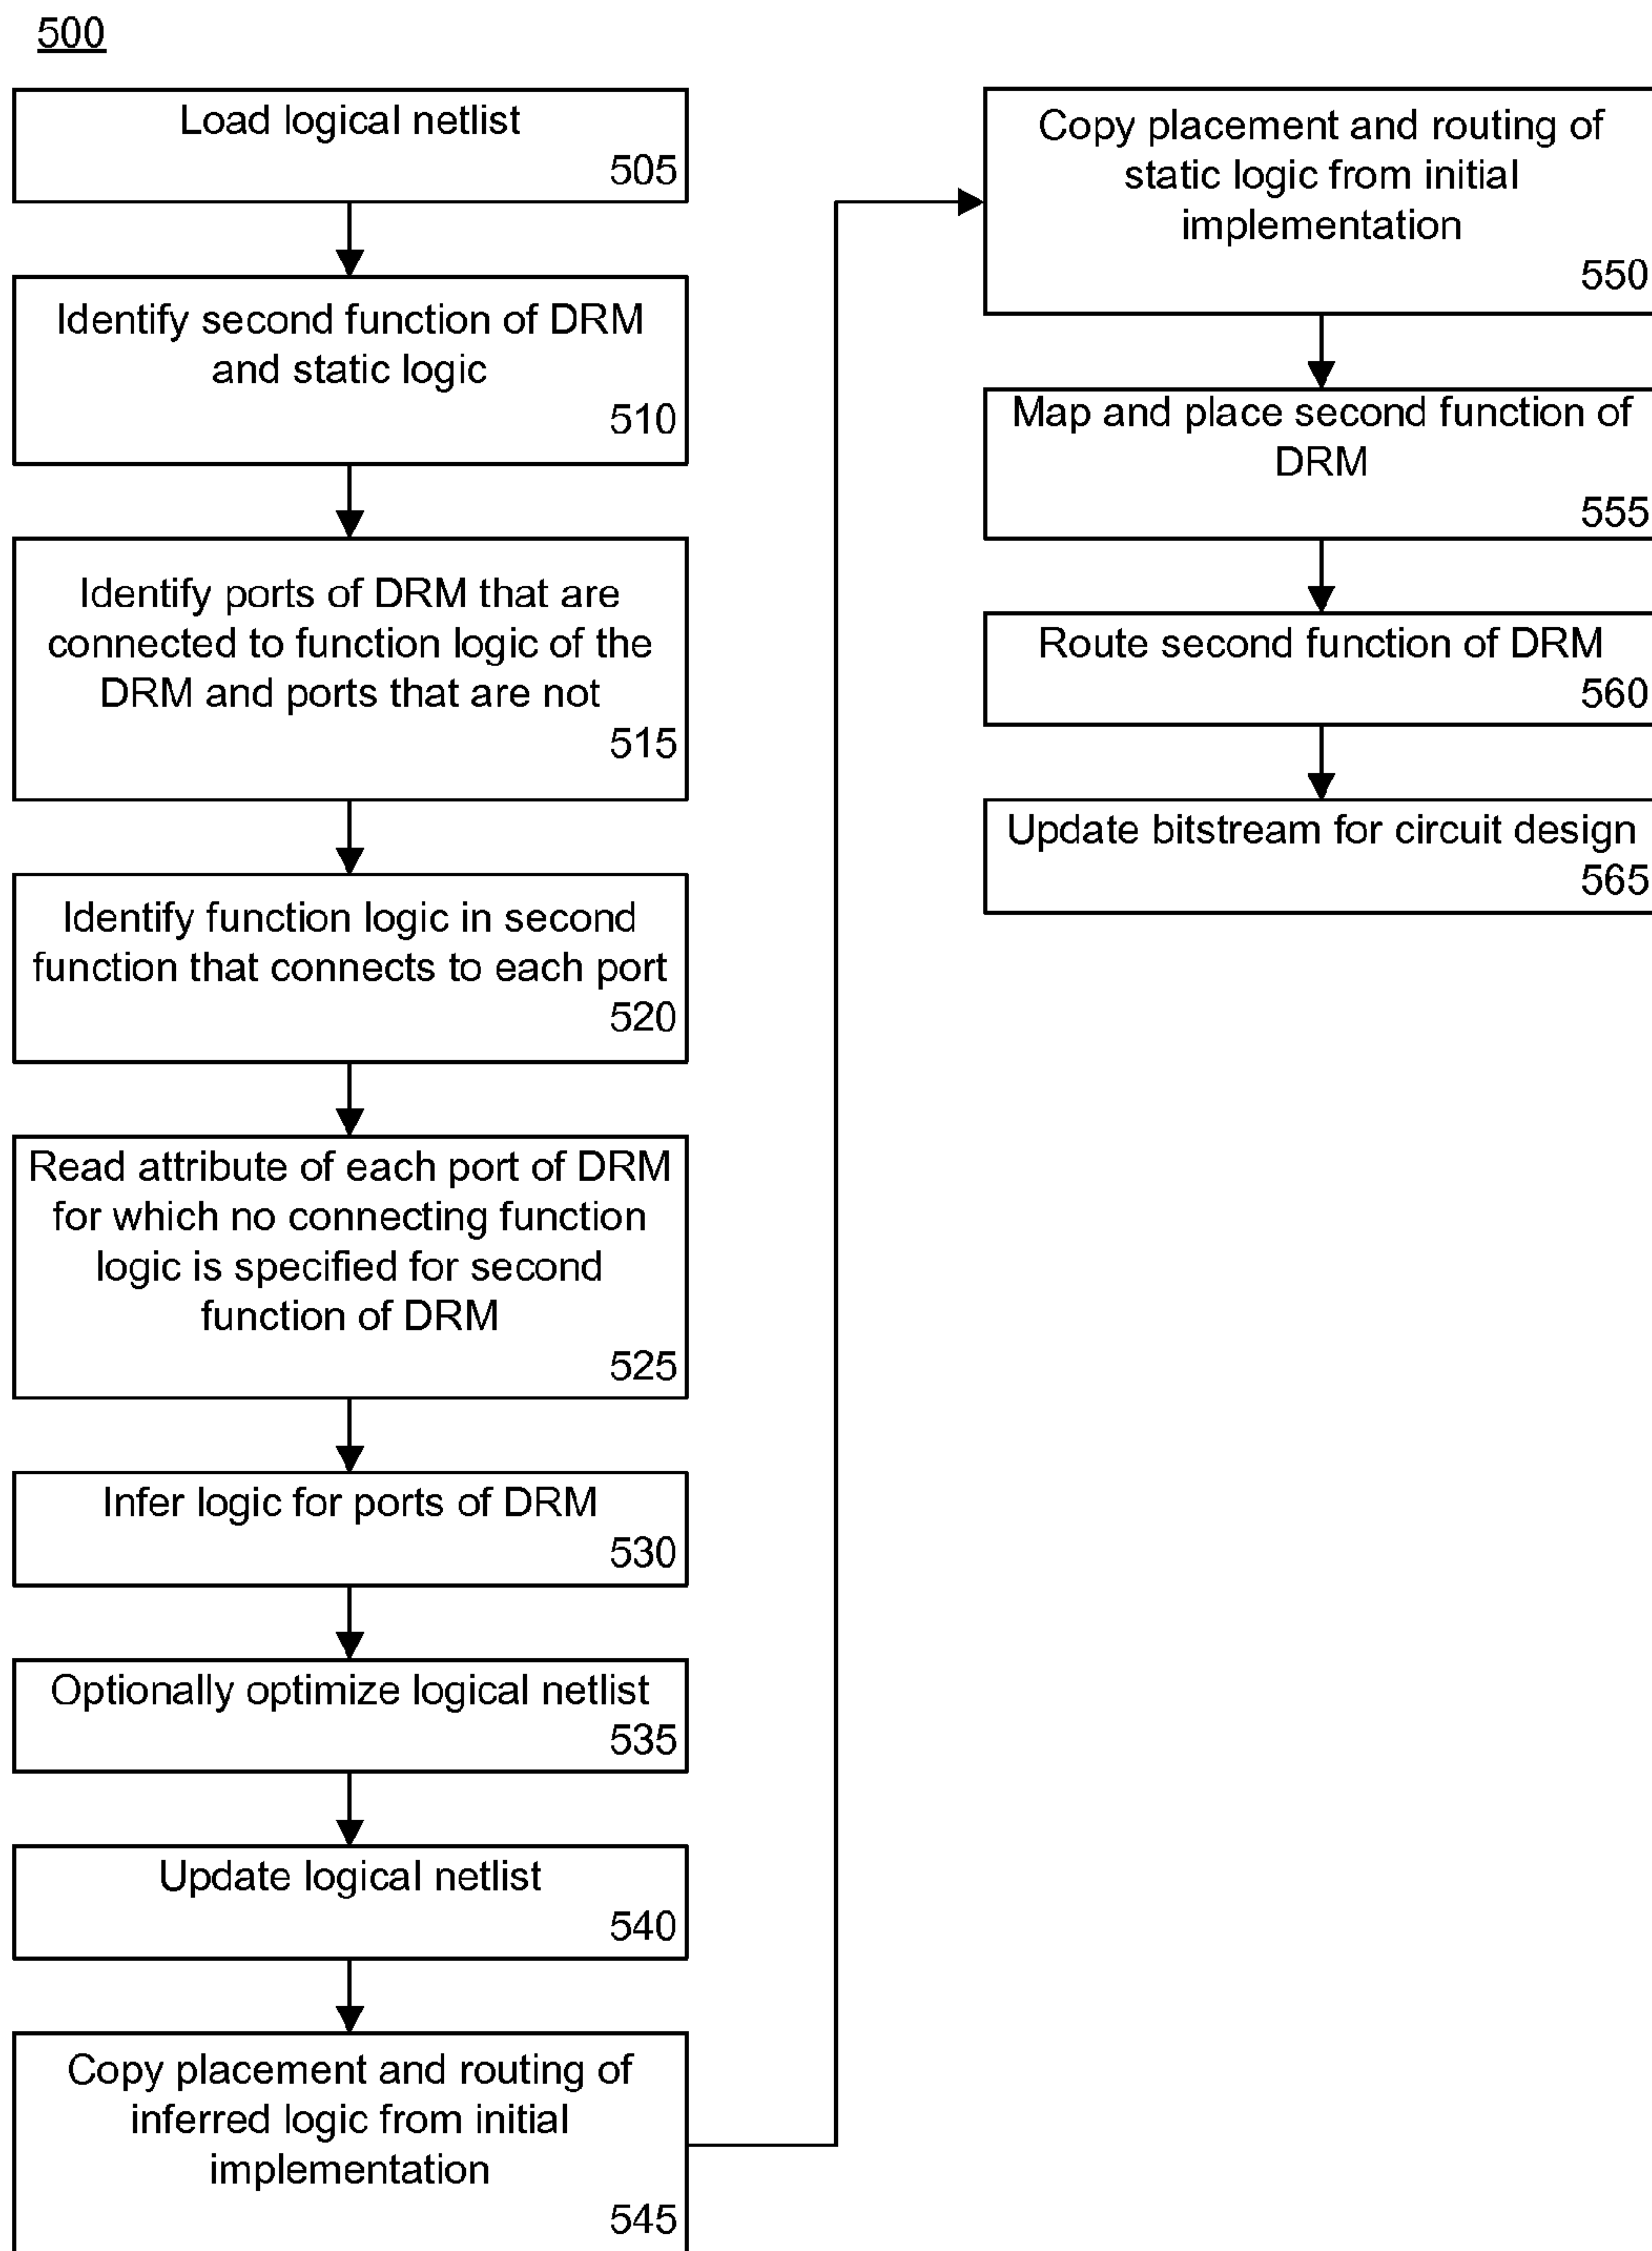 500
Load logical netlist
505
Identify second function of DRM
and static logic
510
Identify ports of DRM that are
connected to function logic of the
DRM and ports that are not
515
Identify function logic in second
function that connects to each port
520
Read attribute of each port of DRM
for which no connecting function
logic is specified for second
function of DRM
525
Infer logic for ports of DRM
530
Optionally optimize logical netlist
535
Update logical netlist
540
Copy placement and routing of
inferred logic from initial
implementation
545
Copy placement and routing of
static logic from initial
implementation
550
Map and place second function of
DRM
555
Route second function of DRM
560
Update bitstream for circuit design
565